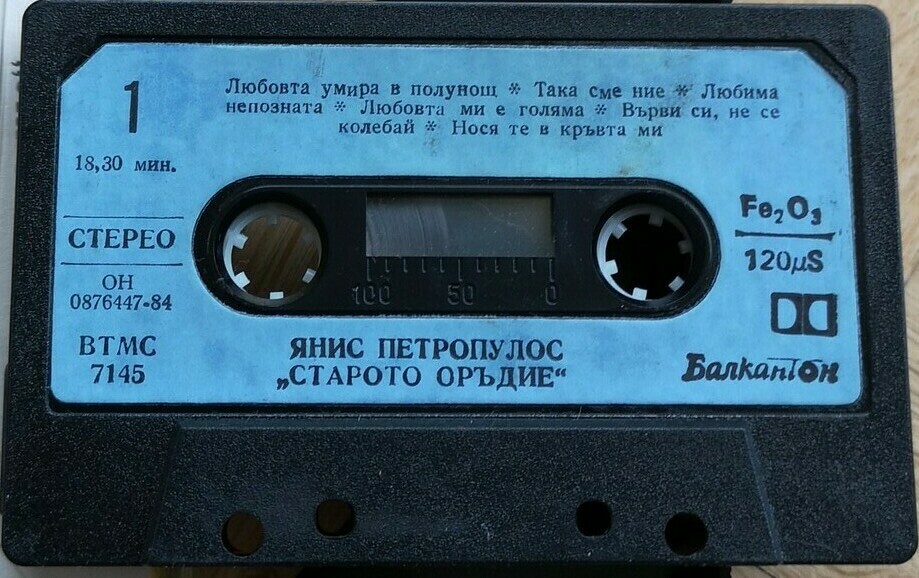 1
Любовта умира в полунощ * Така сме ние * Любима
непозната * Любовта ми е голяма * Върви си, не се
колебай * Нося те в кръвта ми
18,30 мин.
СТЕРЕО
ОН
0876447-84
ВТМС
7145
100 50 0
Fe₂O₃
120µS
Балкантон
ЯНИС ПЕТРОПУЛОС
„СТАРОТО ОРЪДИЕ“